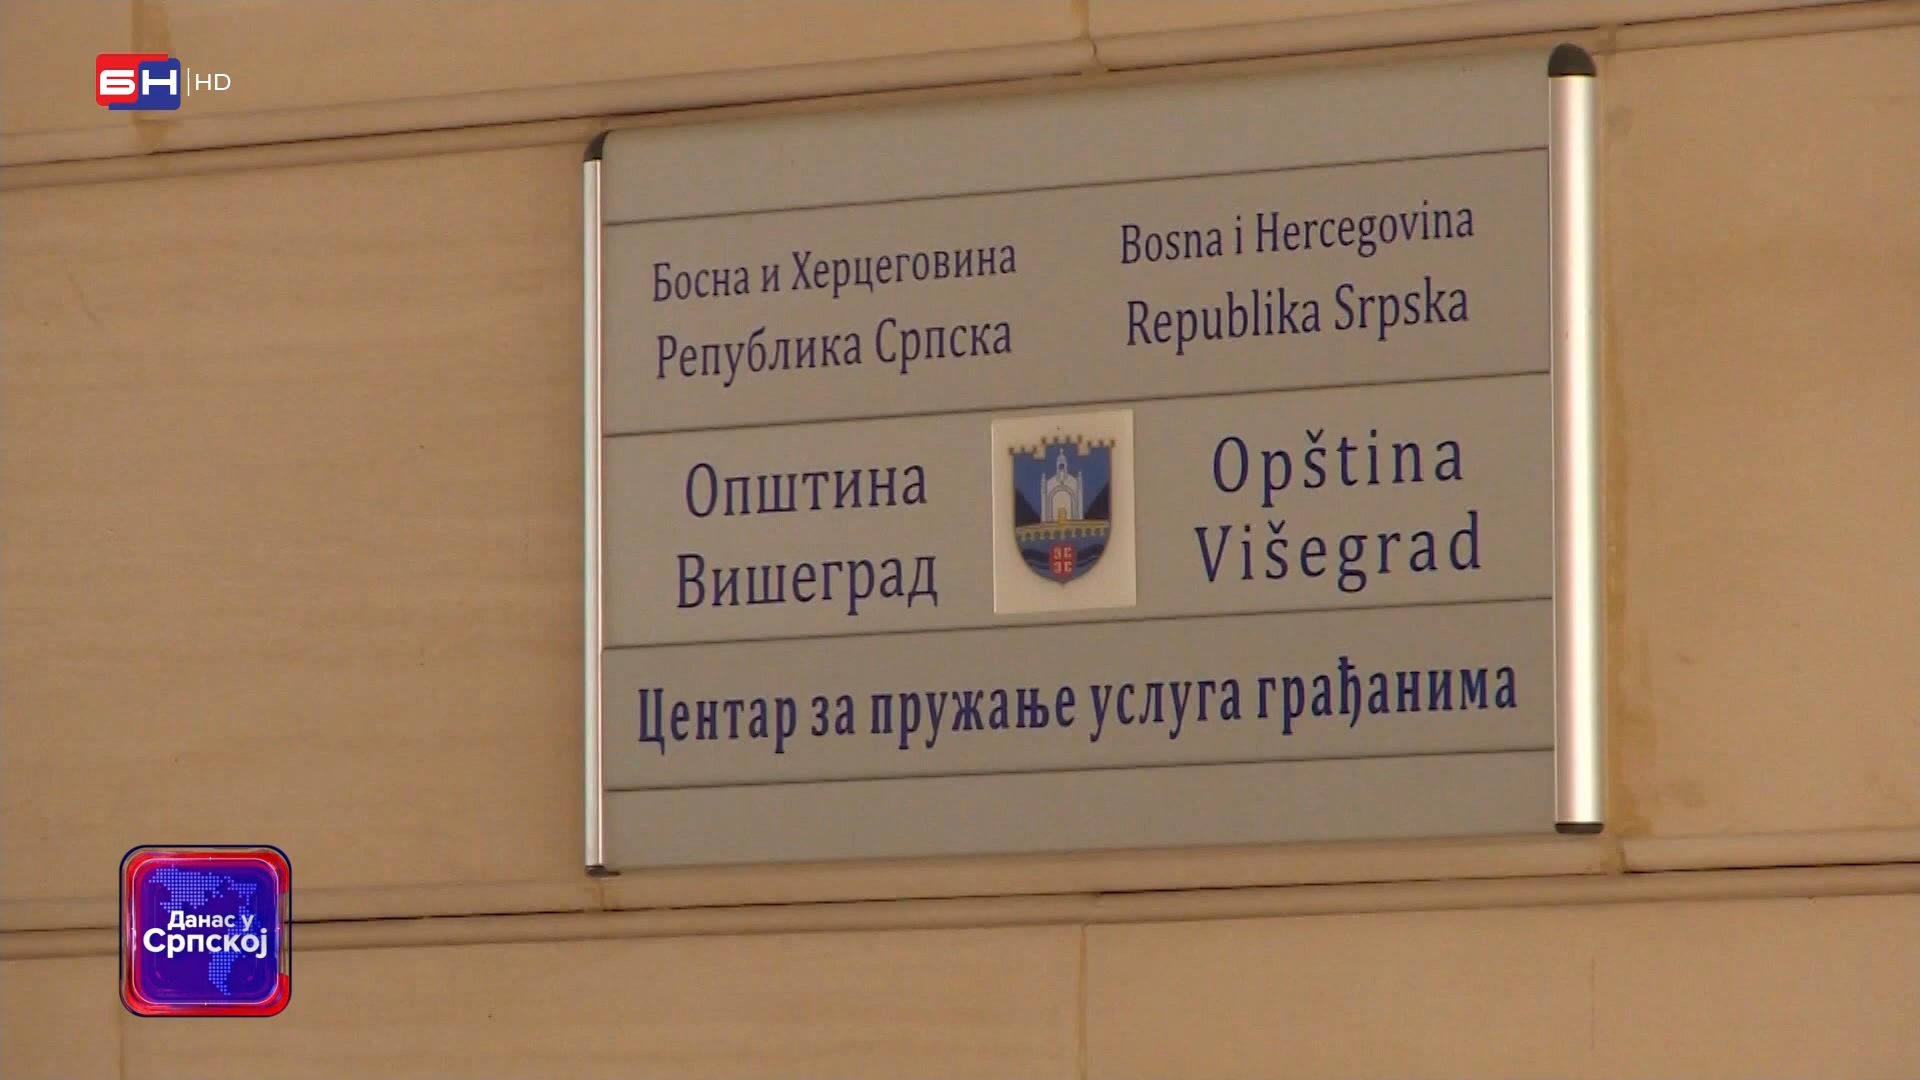 БН HD
Босна и Херцеговина
Република Српска
Bosna i Hercegovina
Republika Srpska
Општина
Вишеград
Opština
Višegrad
Центар за пружање услуга грађанима
Данас у
Српској